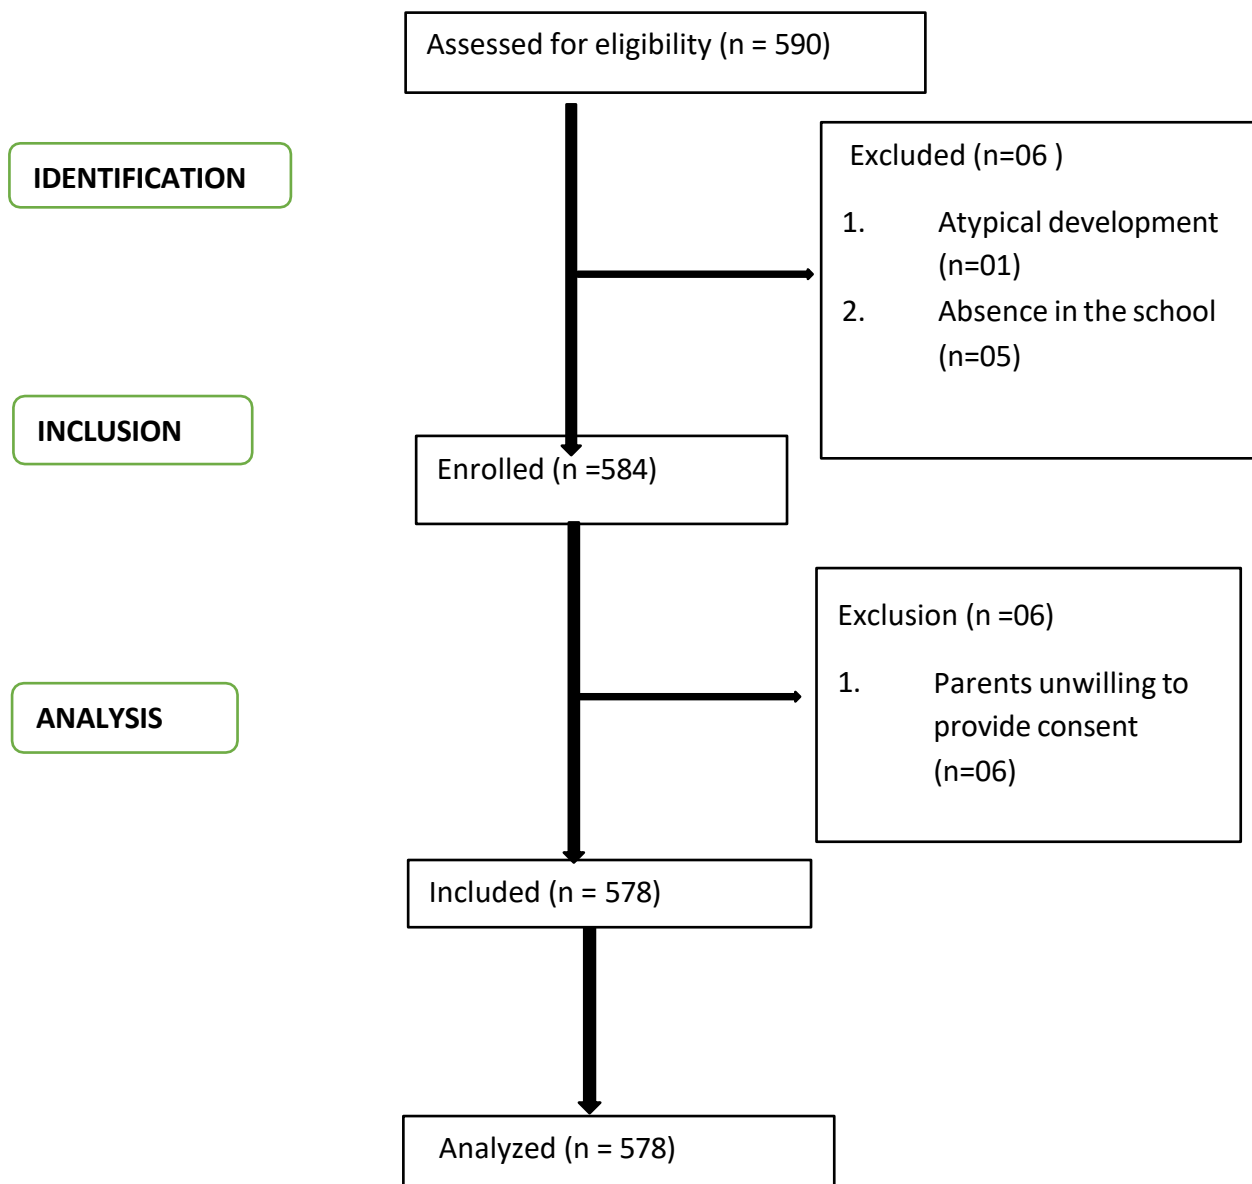 Assessed for eligibility (n = 590)
IDENTIFICATION
Excluded (n=06 )
1. Atypical development
(n=01)
2. Absence in the school
(n=05)
INCLUSION
Enrolled (n =584)
Exclusion (n =06)
1. Parents unwilling to
provide consent
(n=06)
ANALYSIS
Included (n = 578)
Analyzed (n = 578)